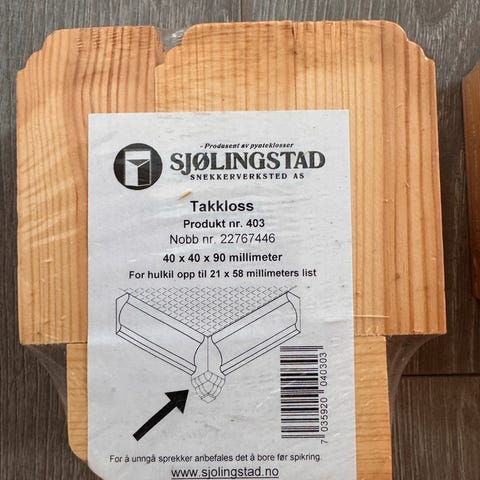 - Produsent av pynteklosser
SJØLINGSTAD
SNEKKERVERKSTED AS
Takkloss
Produkt nr. 403
Nobb nr. 22767446
40 x 40 x 90 millimeter
For hulkil opp til 21 x 58 millimeters list
7 035920 040303
For å unngå sprekker anbefales det å bore før spikring.
www.sjolingstad.no